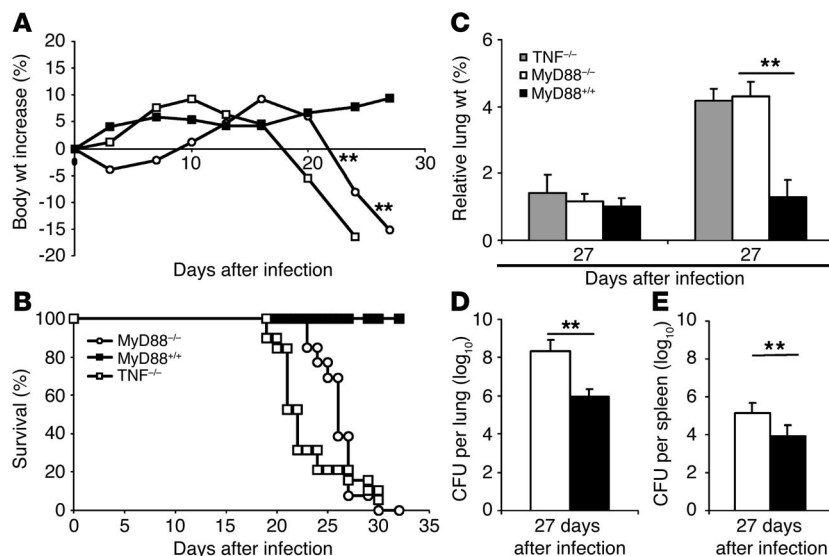 A
Body wt increase (%)
20
15
10
5
0
-5
-10
-15
-20
10
20
30
**
**
Days after infection
B
Survival (%)
100
80
60
40
20
0
MyD88–/–
MyD88+/+
TNF–/–
0
5
10
15
20
25
30
35
Days after infection
C
Relative lung wt (%)
6
4
2
0
TNF–/–
MyD88–/–
MyD88+/+
**
27
27
Days after infection
D
CFU per lung (log10)
10
8
6
4
2
0
**
27 days
after infection
E
CFU per spleen (log10)
10
8
6
4
2
0
**
27 days
after infection